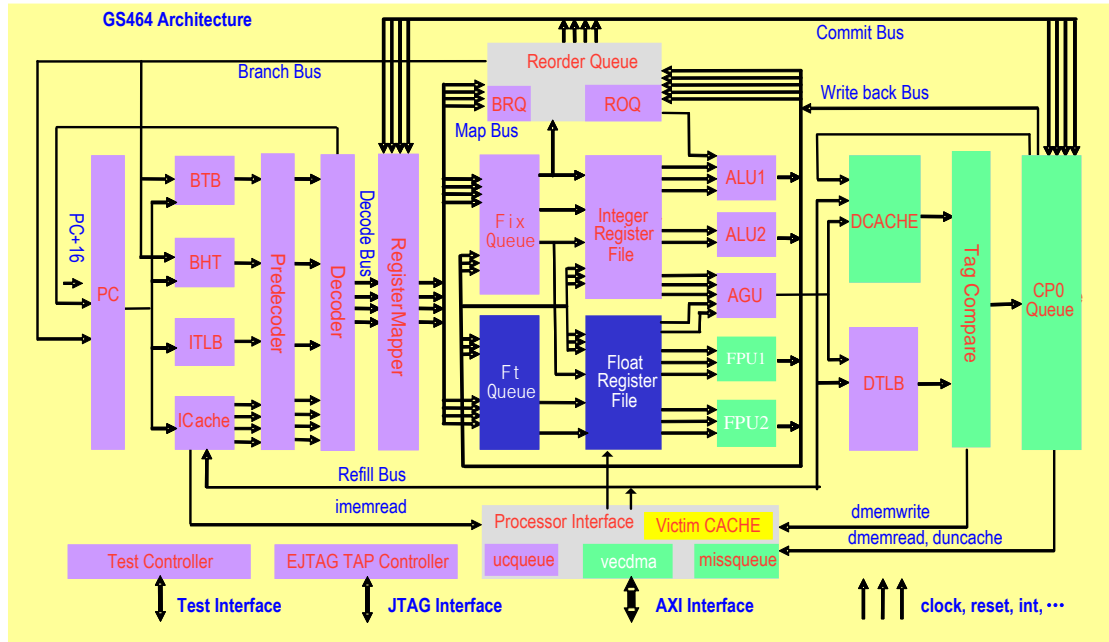 GS464 Architecture
Commit Bus
Reorder Queue
Branch Bus
BRQ
ROQ
Write back Bus
Map Bus
PC+16
PC
BTB
BHT
ITLB
ICache
Predecoder
Decoder
Decode Bus
RegisterMapper
Fix
Queue
Integer
Register
File
ALU1
ALU2
AGU
Ft
Queue
Float
Register
File
FPU1
FPU2
DCACHE
DTLB
Tag Compare
CP0
Queue
Refill Bus
imemread
Processor Interface
Victim CACHE
dmemwrite
dmemread, duncache
ucqueue
vecdma
missqueue
Test Controller
EJTAG TAP Controller
Test Interface
JTAG Interface
AXI Interface
clock, reset, int, ···